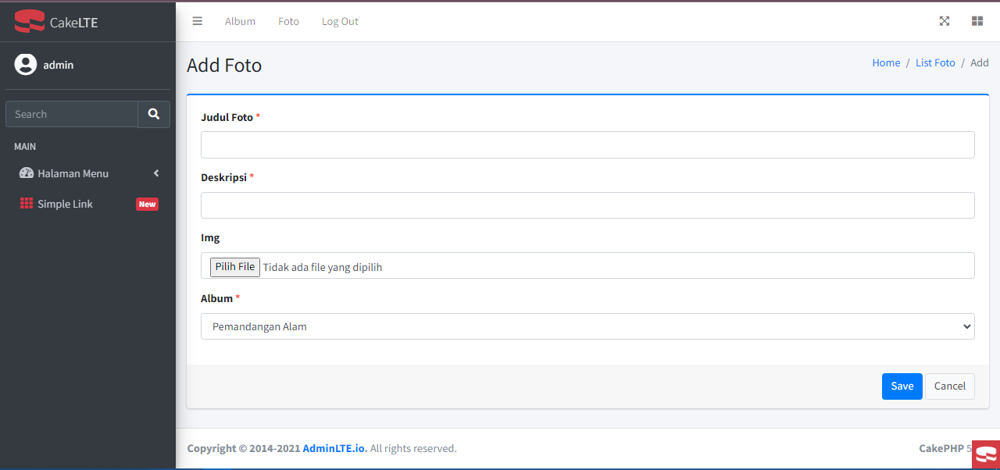 CakeLTE
Album Foto Log Out
admin
Add Foto
Home / List Foto / Add
Search
MAIN
Halaman Menu
Simple Link New
Judul Foto *
Deskripsi *
Img
Pilih File Tidak ada file yang dipilih
Album *
Pemandangan Alam
Save Cancel
Copyright © 2014-2021 AdminLTE.io. All rights reserved.
CakePHP 5